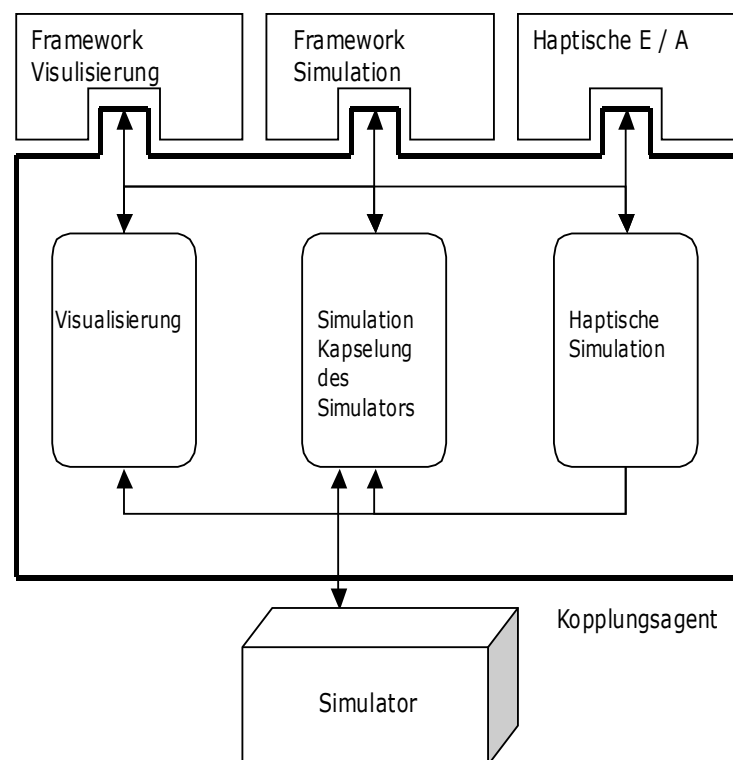 Framework
Visulisierung
Framework
Simulation
Haptische E / A
Visualisierung
Simulation
Kapselung
des
Simulators
Haptische
Simulation
Kopplungsagent
Simulator